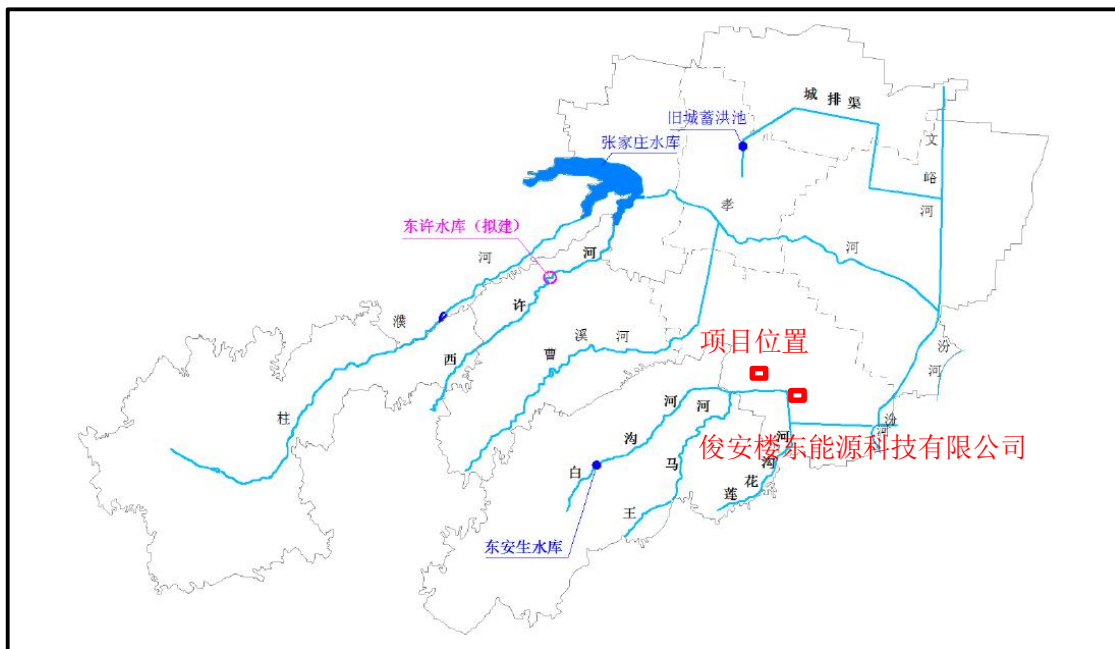 城排渠
旧城蓄洪池
张家庄水库
文峪河
孝河
东许水库（拟建）
柱濮河
西许河
曹溪河
项目位置
汾河
汾河
俊安楼东能源科技有限公司
白沟河
王马河
莲花沟河
东安生水库